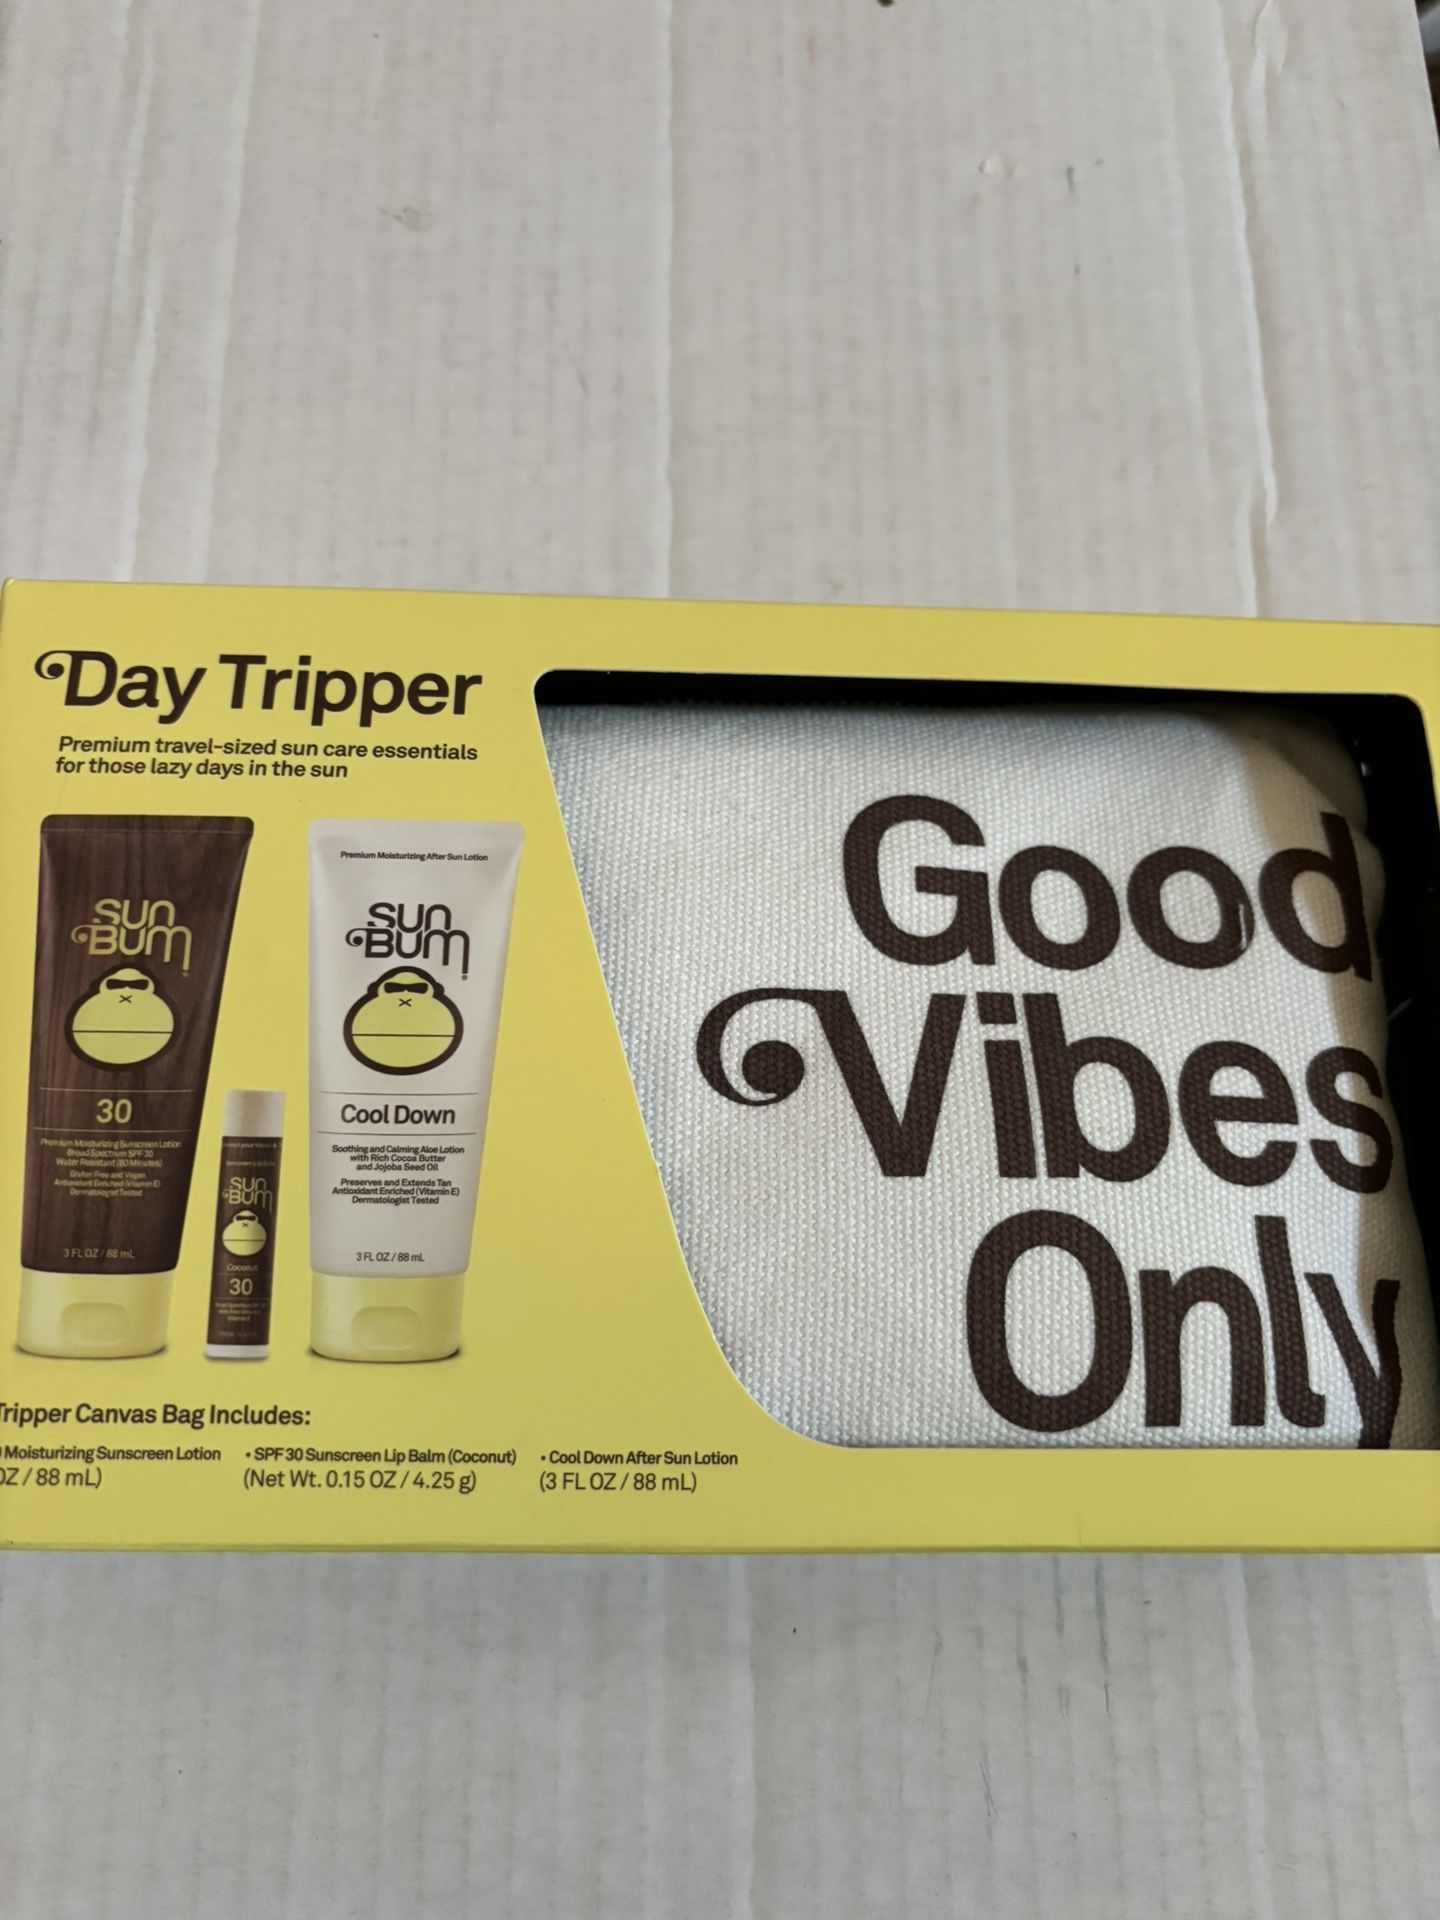 Day Tripper
Premium travel-sized sun care essentials
for those lazy days in the sun
SUN
BUM
30
Premium Moisturizing Sunscreen Lotion
Broad Spectrum SPF 30
Water Resistant (80 Minutes)
Gluten Free and Vegan
Antioxidant Enriched (Vitamin E)
Dermatologist Tested
3 FL OZ / 88 mL
SUN
BUM
Coconut
30
Premium Moisturizing After Sun Lotion
SUN
BUM
Cool Down
Soothing and Calming Aloe Lotion
with Rich Cocoa Butter
and Jojoba Seed Oil
Preserves and Extends Tan
Antioxidant Enriched (Vitamin E)
Dermatologist Tested
3 FL OZ / 88 mL
Good
Vibes
Only
Tripper Canvas Bag Includes:
Moisturizing Sunscreen Lotion
OZ / 88 mL)
• SPF 30 Sunscreen Lip Balm (Coconut)
(Net Wt. 0.15 OZ / 4.25 g)
• Cool Down After Sun Lotion
(3 FL OZ / 88 mL)